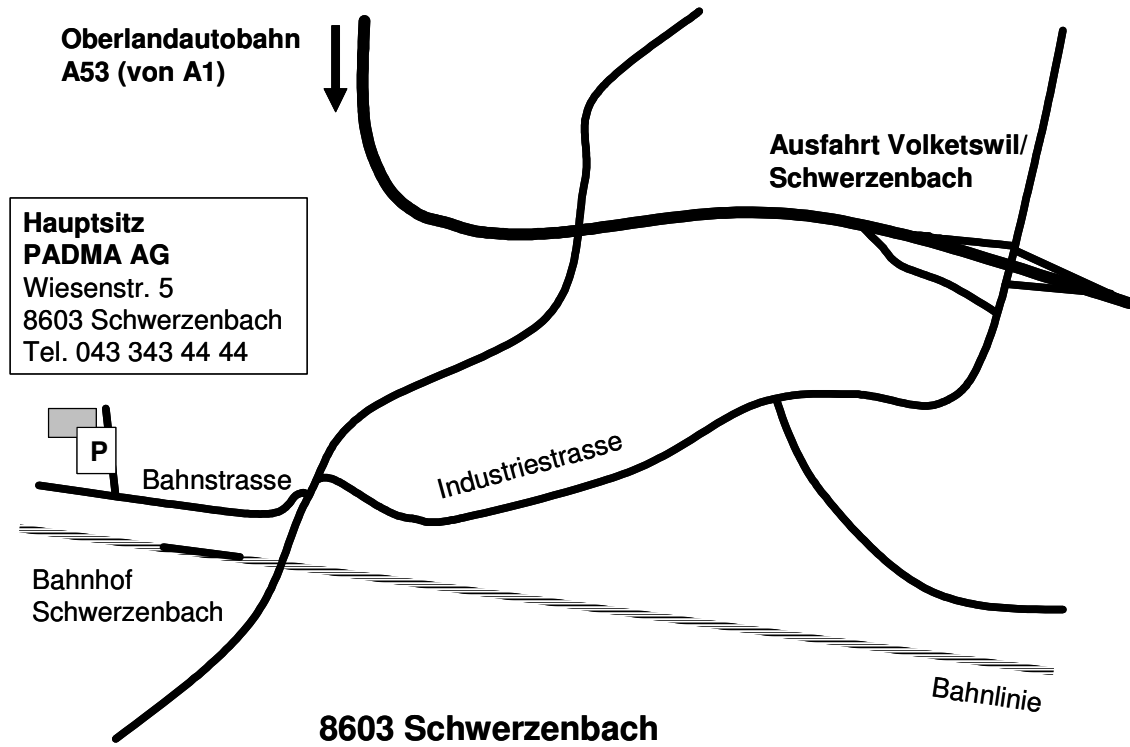 Oberlandautobahn
A53 (von A1)
Ausfahrt Volketswil/
Schwerzenbach
Hauptsitz
PADMA AG
Wiesenstr. 5
8603 Schwerzenbach
Tel. 043 343 44 44
P
Bahnstrasse
Industriestrasse
Bahnhof
Schwerzenbach
Bahnlinie
8603 Schwerzenbach